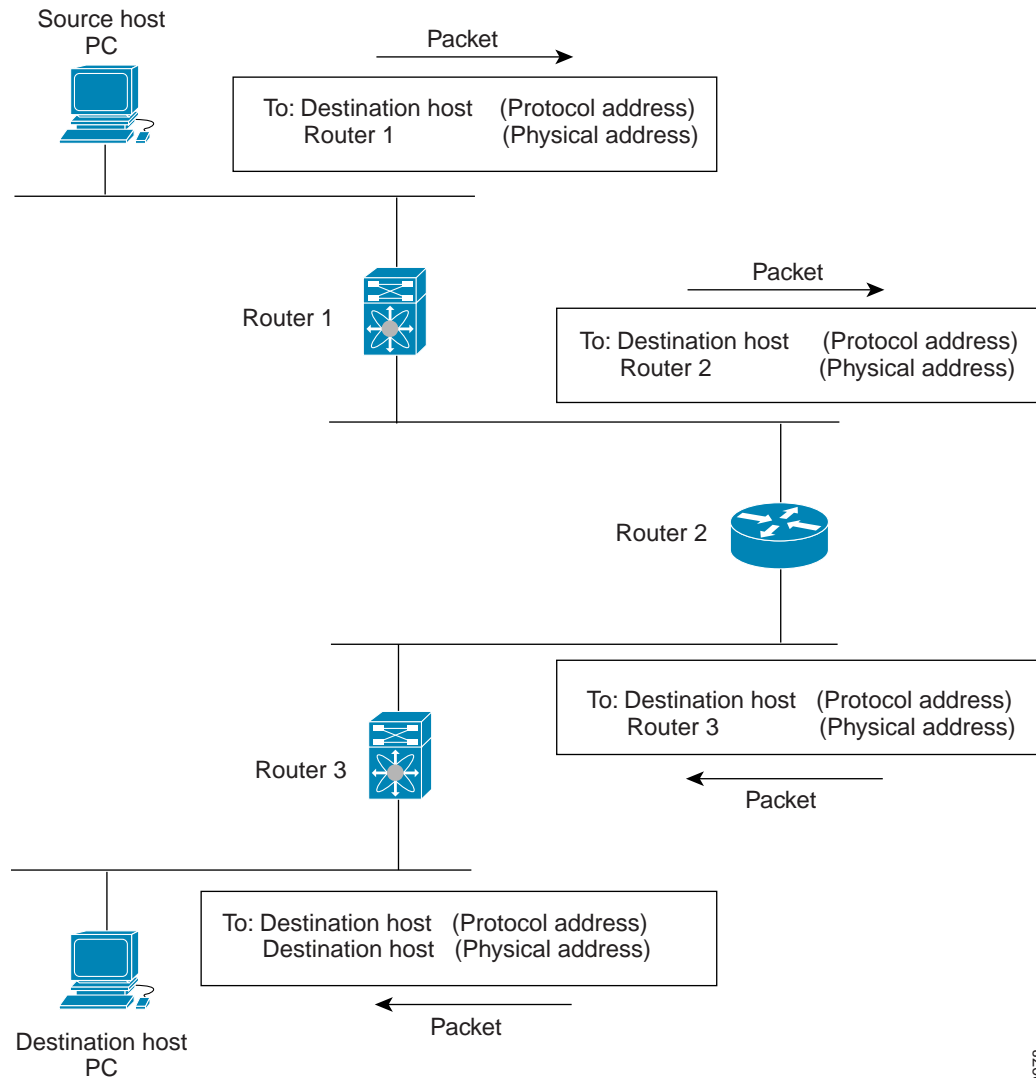 Source host
PC
Packet
To: Destination host (Protocol address)
Router 1 (Physical address)
Router 1
Packet
To: Destination host (Protocol address)
Router 2 (Physical address)
Router 2
To: Destination host (Protocol address)
Router 3 (Physical address)
Router 3
Packet
To: Destination host (Protocol address)
Destination host (Physical address)
Packet
Destination host
PC